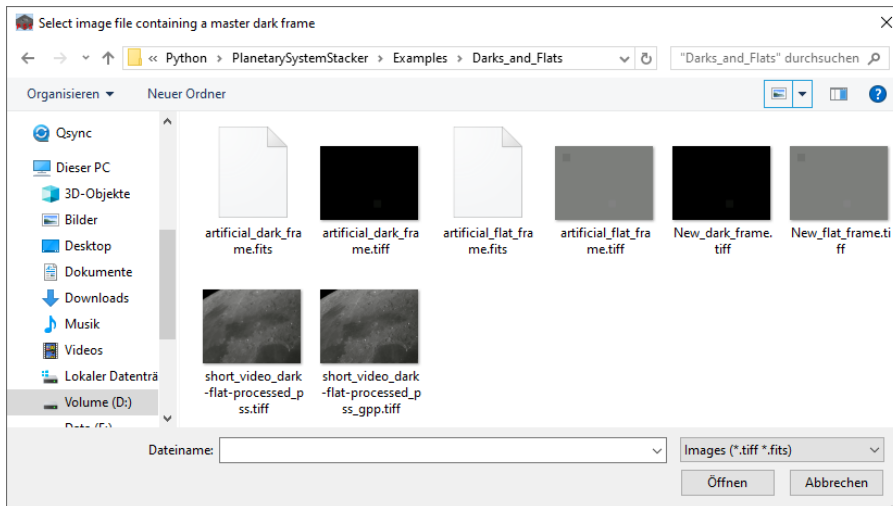 Select image file containing a master dark frame
« Python › PlanetarySystemStacker › Examples › Darks_and_Flats
"Darks_and_Flats" durchsuchen
Organisieren
Neuer Ordner
Qsync
Dieser PC
3D-Objekte
Bilder
Desktop
Dokumente
Downloads
Musik
Videos
Lokaler Datenträ
Volume (D:)
artificial_dark_fra
me.fits
artificial_dark_fra
me.tiff
artificial_flat_fra
me.fits
artificial_flat_fra
me.tiff
New_dark_frame.
tiff
New_flat_frame.ti
ff
short_video_dark
-flat-processed_p
ss.tiff
short_video_dark
-flat-processed_p
ss_gpp.tiff
Dateiname:
Images (*.tiff *.fits)
Öffnen
Abbrechen